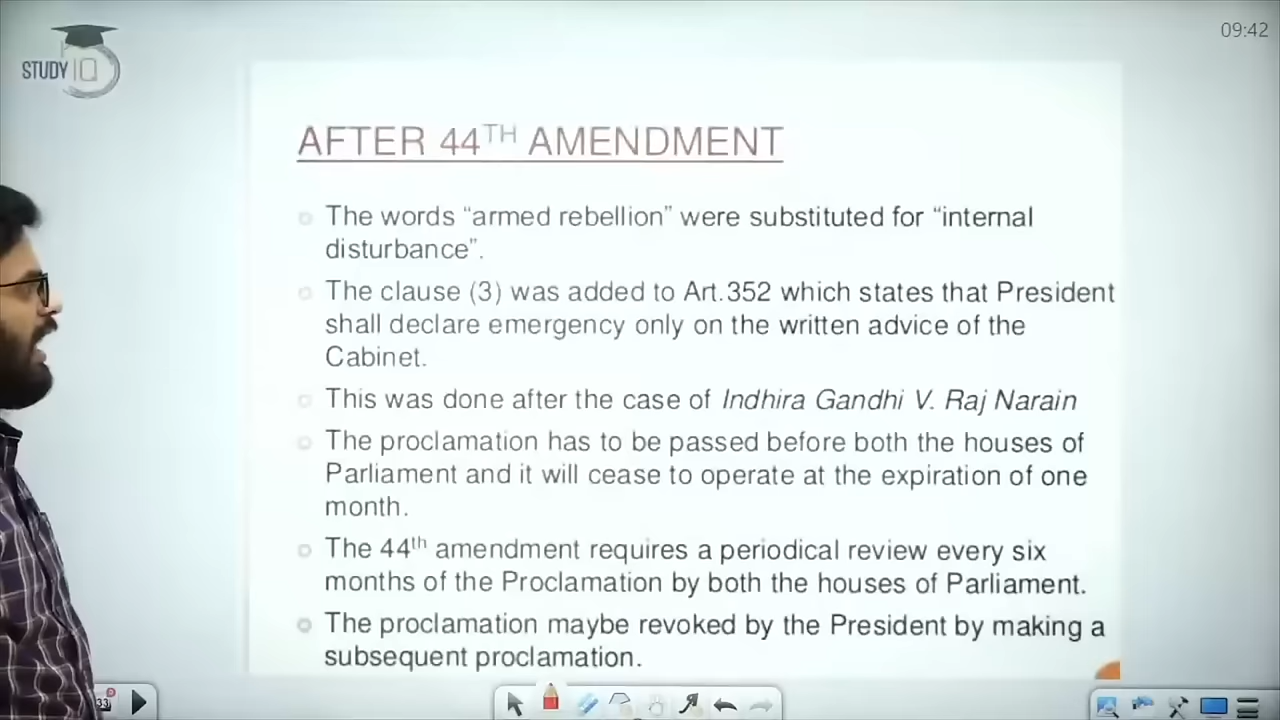 STUDY IQ
09:42
AFTER 44TH AMENDMENT
The words “armed rebellion” were substituted for “internal
disturbance”.
The clause (3) was added to Art.352 which states that President
shall declare emergency only on the written advice of the
Cabinet.
This was done after the case of Indhira Gandhi V. Raj Narain
The proclamation has to be passed before both the houses of
Parliament and it will cease to operate at the expiration of one
month.
The 44th amendment requires a periodical review every six
months of the Proclamation by both the houses of Parliament.
The proclamation maybe revoked by the President by making a
subsequent proclamation.
33